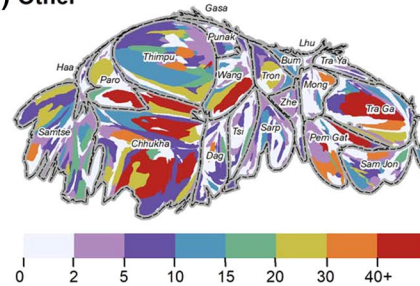 ) Other
Gasa
Punak
Lhu
Haa
Thimpu
Bum
Tra Ya
Paro
Wang
Tron
Mong
Zhe
Tra Ga
Samtse
Chhukha
Tsi
Sarp
Pem Gat
Dag
Sam Jon
0 2 5 10 15 20 30 40+